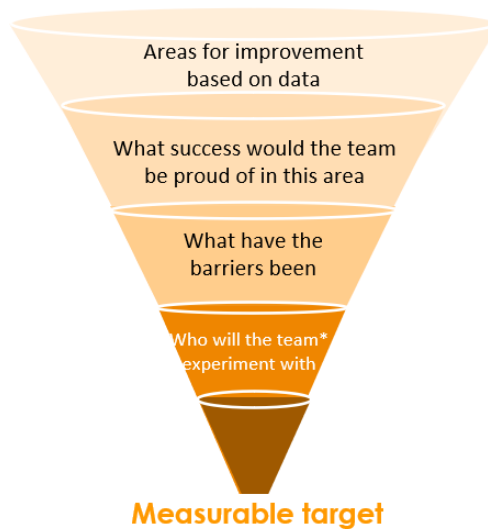 Areas for improvement
based on data
What success would the team
be proud of in this area
What have the
barriers been
Who will the team*
experiment with
Measurable target